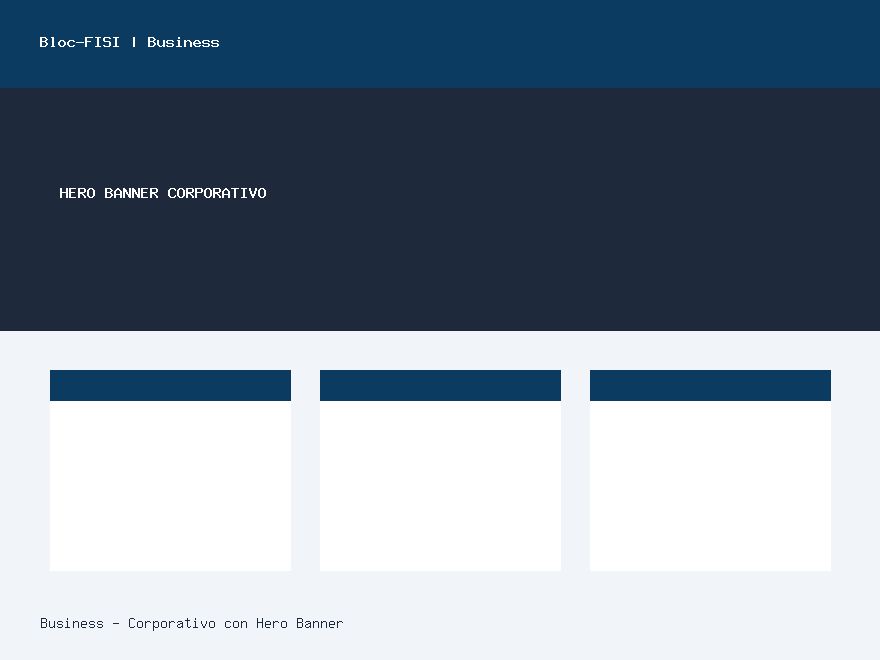 Bloc-FISI | Business
HERO BANNER CORPORATIVO
Business - Corporativo con Hero Banner